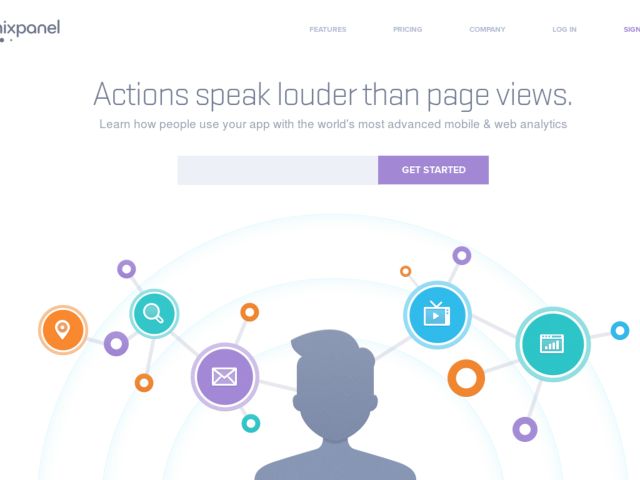 mixpanel
FEATURES
PRICING
COMPANY
LOG IN
SIGN
Actions speak louder than page views.
Learn how people use your app with the world's most advanced mobile & web analytics
GET STARTED